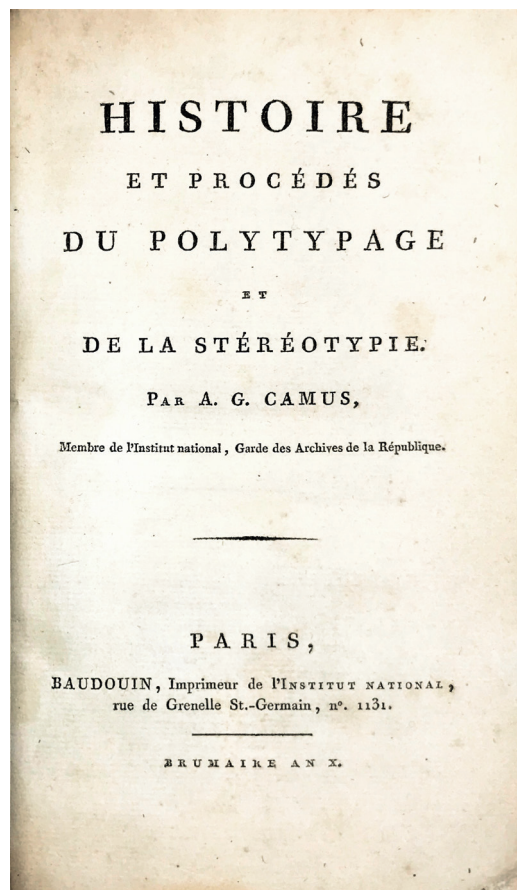 HISTOIRE
ET PROCÉDÉS
DU POLYTYPAGE
ET
DE LA STÉRÉOTYPIE.
PAR A. G. CAMUS,
Membre de l'Institut national, Garde des Archives de la République.
PARIS,
BAUDOUIN, Imprimeur de l'INSTITUT NATIONAL,
rue de Grenelle St.-Germain, nº. 1131.
BRUMAIRE AN X.